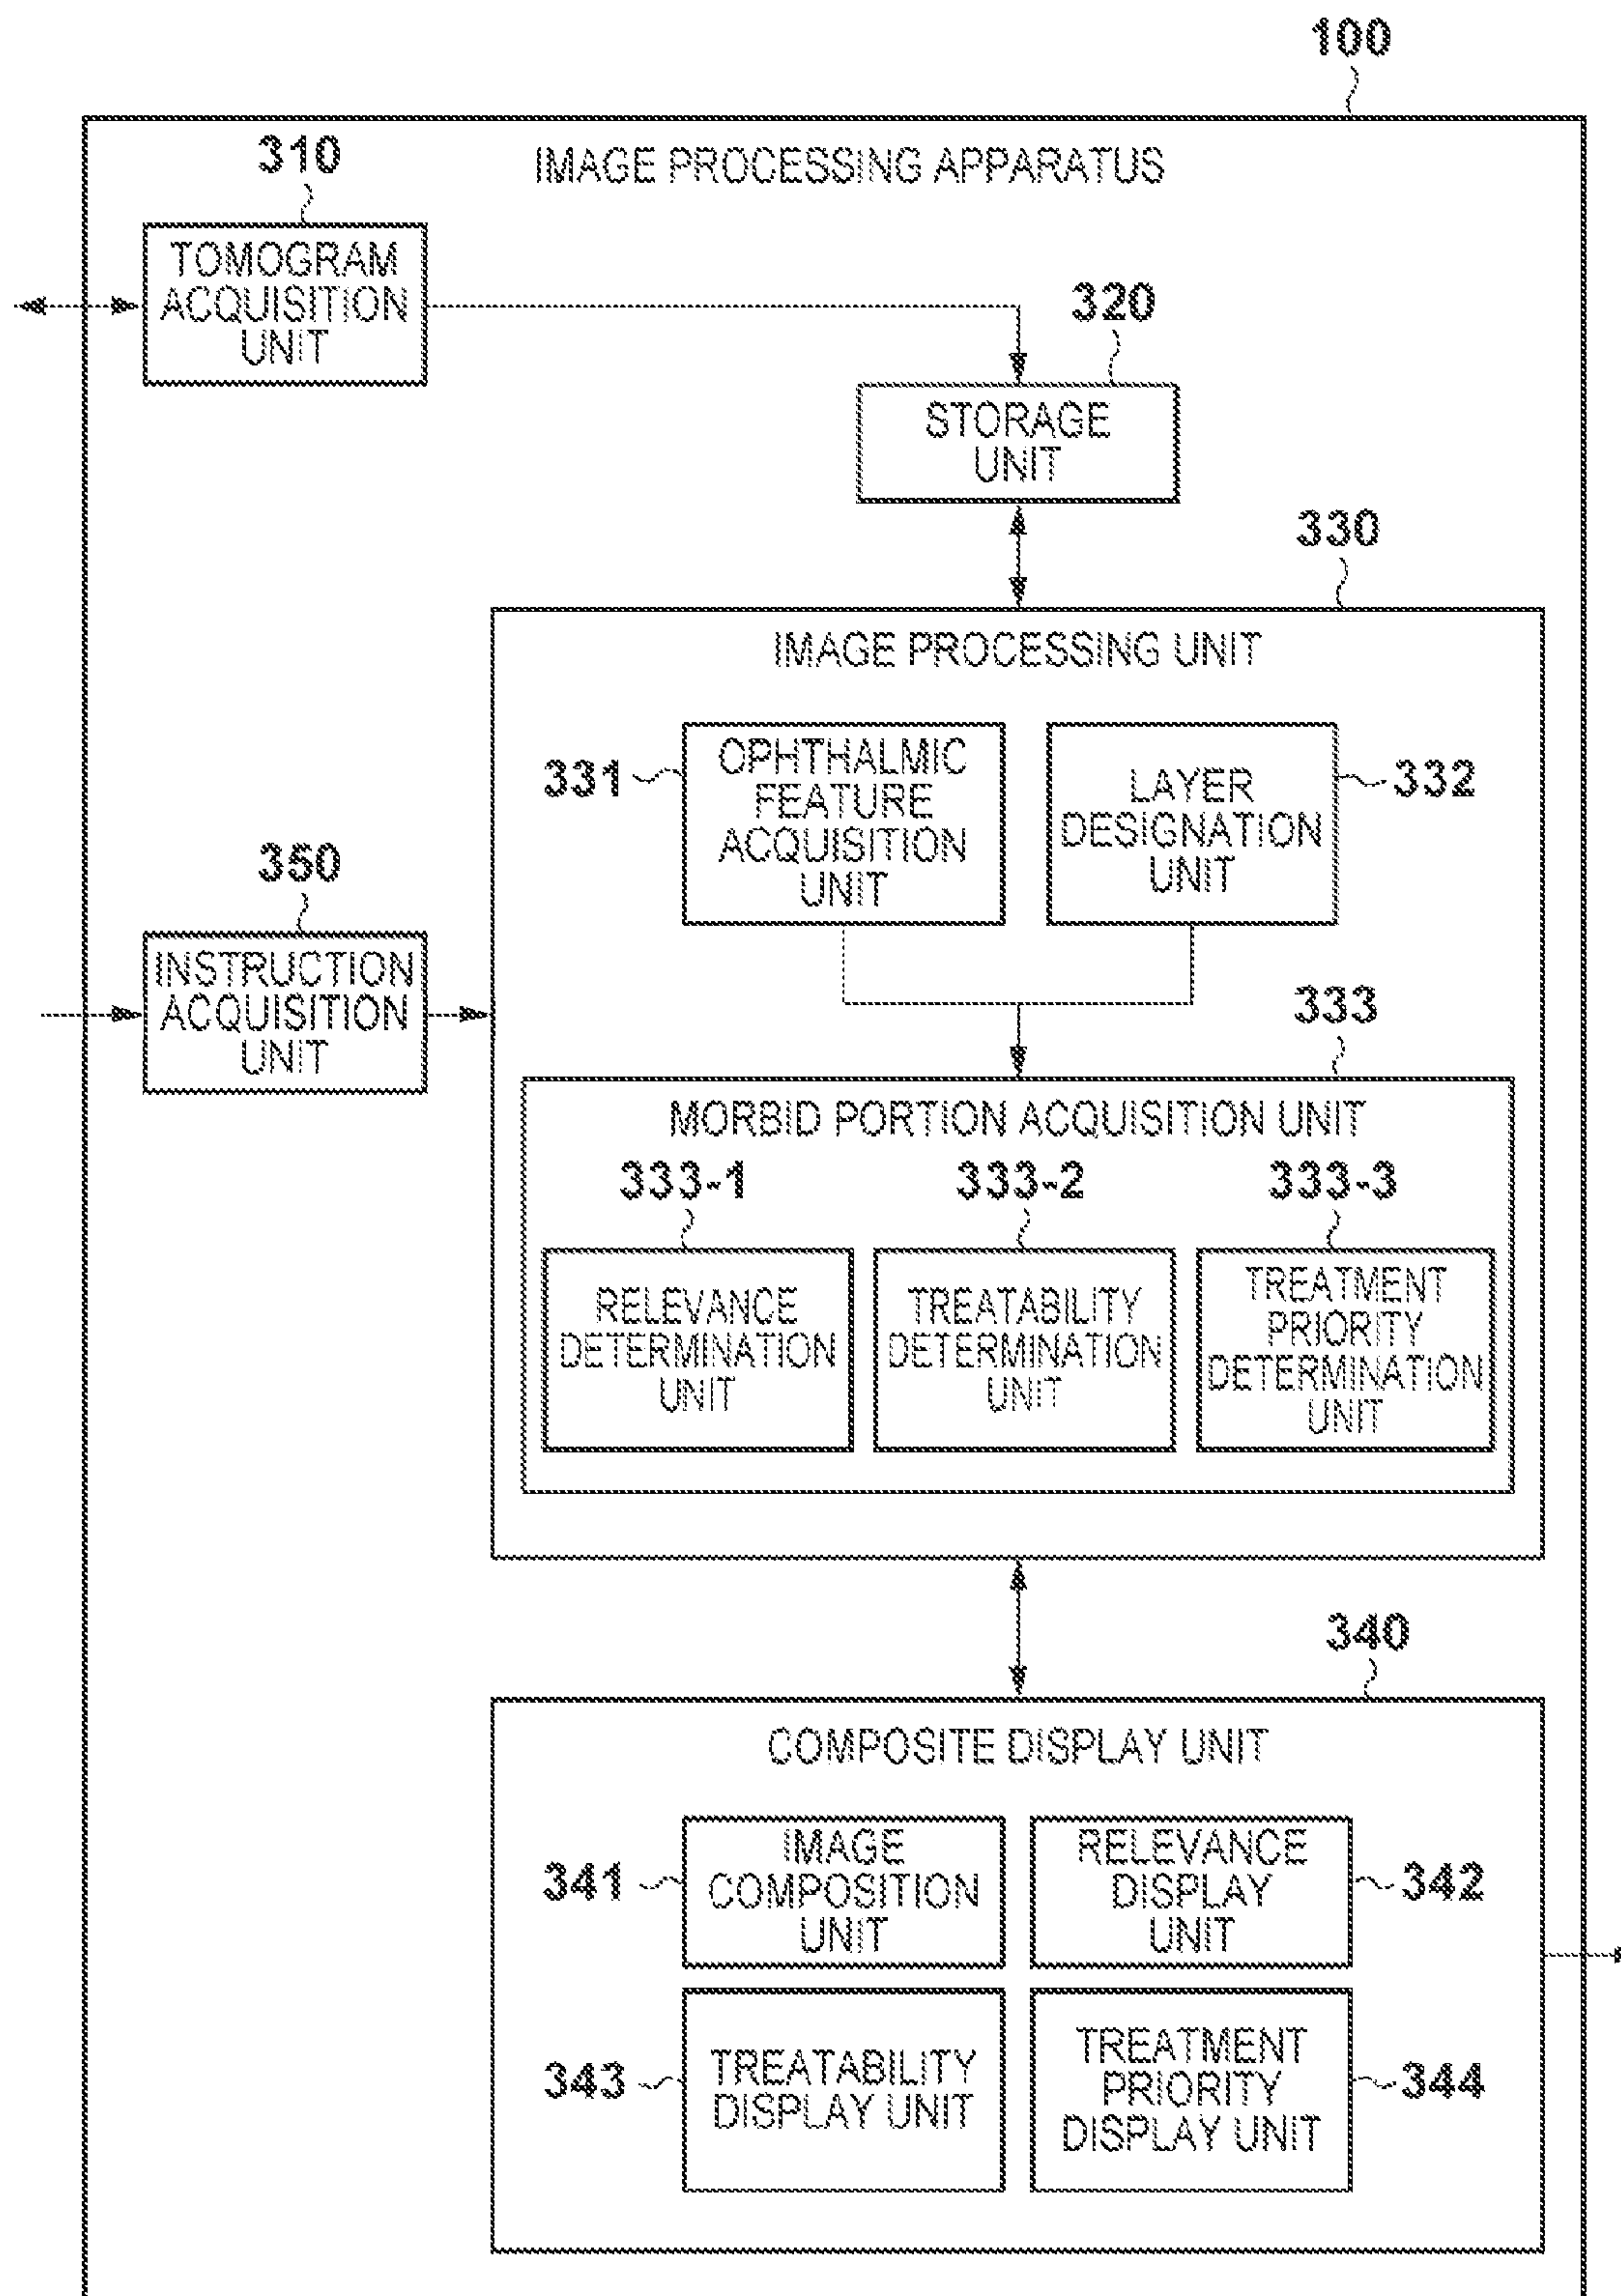 100
IMAGE PROCESSING APPARATUS
310
TOMOGRAM
ACQUISITION
UNIT
320
STORAGE
UNIT
330
IMAGE PROCESSING UNIT
331
OPHTHALMIC
FEATURE
ACQUISITION
UNIT
LAYER
DESIGNATION
UNIT
332
350
INSTRUCTION
ACQUISITION
UNIT
333
MORBID PORTION ACQUISITION UNIT
333-1
333-2
333-3
RELEVANCE
DETERMINATION
UNIT
TREATABILITY
DETERMINATION
UNIT
TREATMENT
PRIORITY
DETERMINATION
UNIT
340
COMPOSITE DISPLAY UNIT
341
IMAGE
COMPOSITION
UNIT
RELEVANCE
DISPLAY
UNIT
342
343
TREATABILITY
DISPLAY UNIT
TREATMENT
PRIORITY
DISPLAY UNIT
344